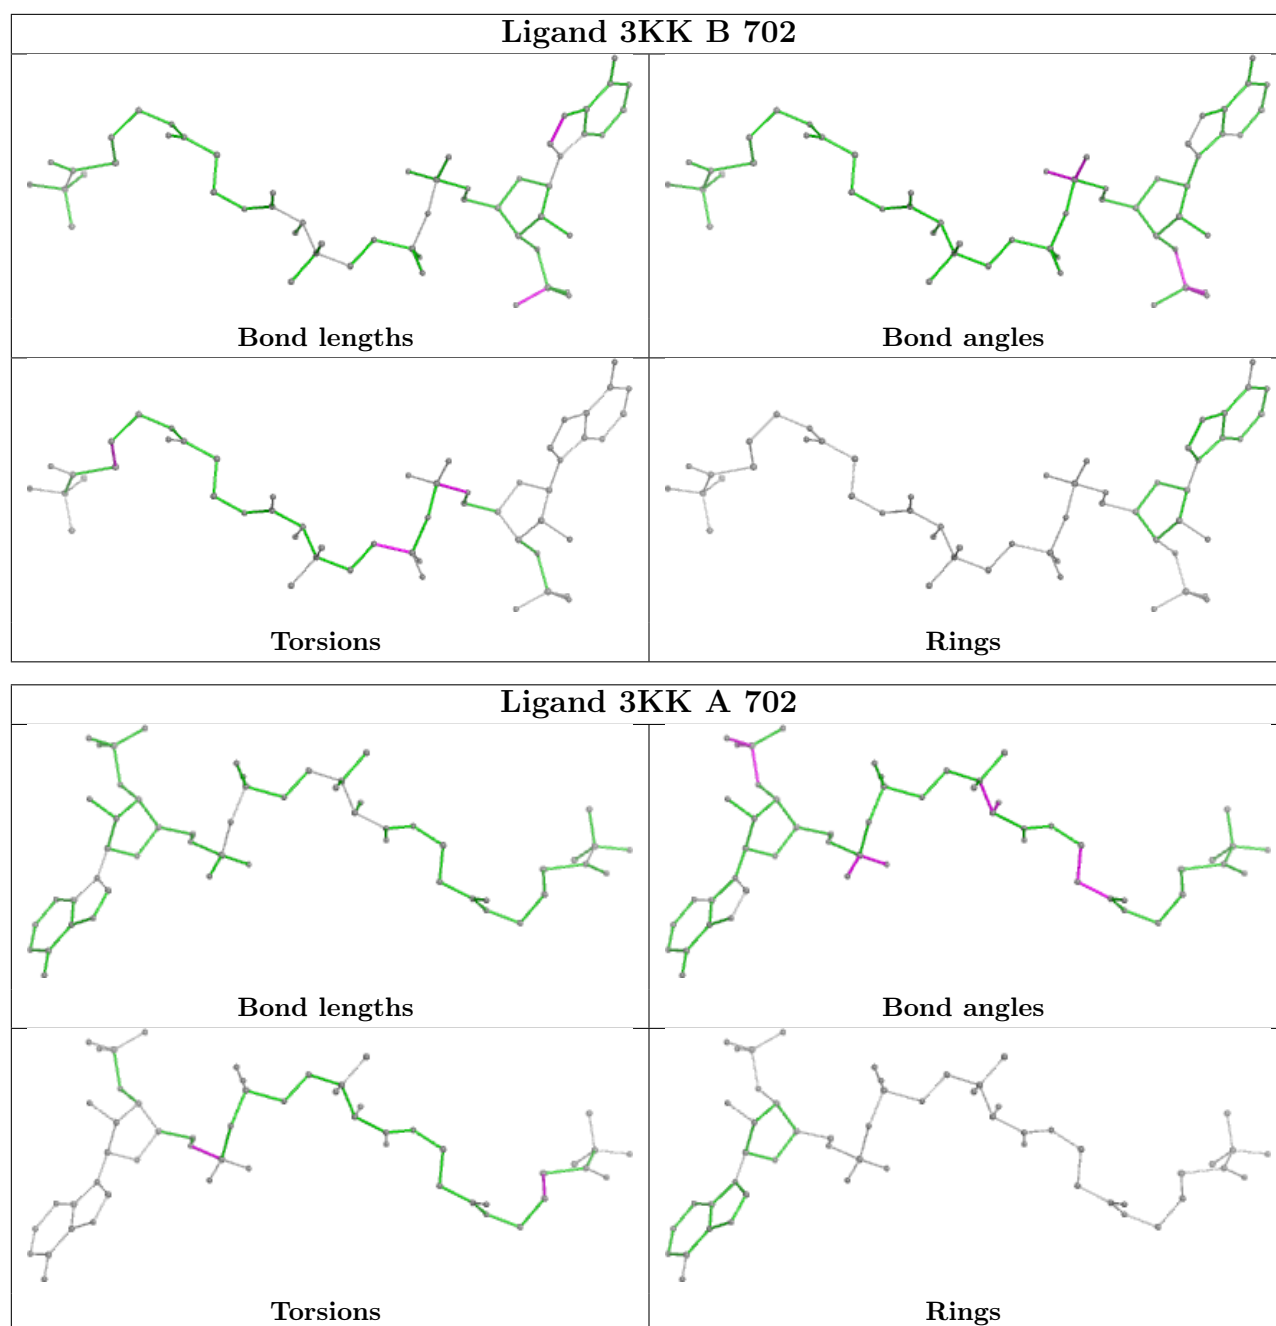 Ligand 3KK B 702
Bond lengths
Bond angles
Torsions
Rings
Ligand 3KK A 702
Bond lengths
Bond angles
Torsions
Rings